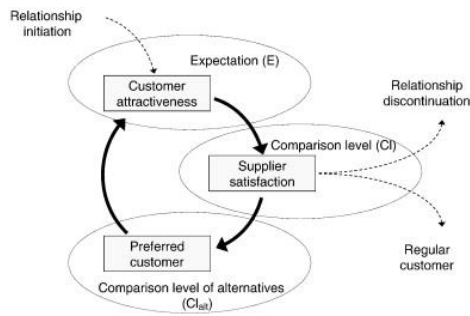 Relationship
initiation
Expectation (E)
Customer
attractiveness
Relationship
discontinuation
Comparison level (Cl)
Supplier
satisfaction
Preferred
customer
Regular
customer
Comparison level of alternatives
(Cl_alt)